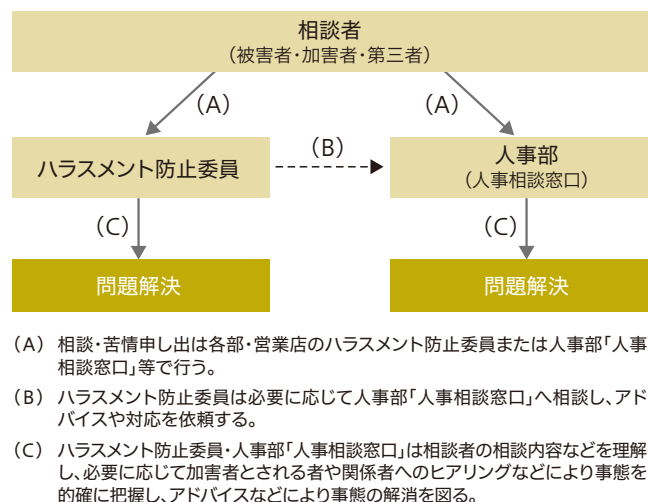 相談者
（被害者・加害者・第三者）
（A）
（A）
ハラスメント防止委員
（B）
人事部
（人事相談窓口）
（C）
（C）
問題解決
問題解決
（A） 相談・苦情申し出は各部・営業店のハラスメント防止委員または人事部「人事
相談窓口」等で行う。
（B） ハラスメント防止委員は必要に応じて人事部「人事相談窓口」へ相談し、アド
バイスや対応を依頼する。
（C） ハラスメント防止委員・人事部「人事相談窓口」は相談者の相談内容などを理解
し、必要に応じて加害者とされる者や関係者へのヒアリングなどにより事態を
的確に把握し、アドバイスなどにより事態の解消を図る。